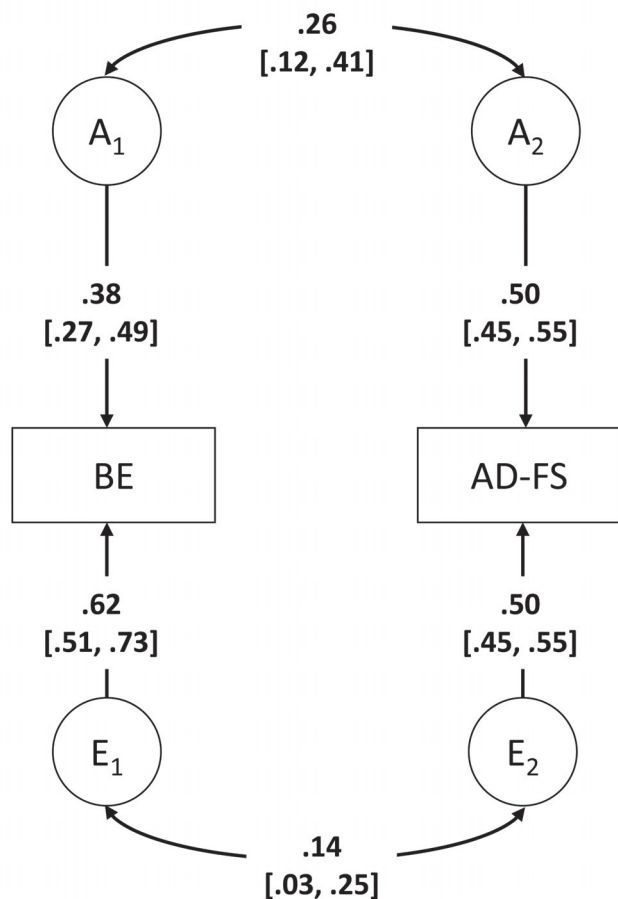 .26
[.12, .41]
A1
A2
.38
[.27, .49]
.50
[.45, .55]
BE
AD-FS
.62
[.51, .73]
.50
[.45, .55]
E1
E2
.14
[.03, .25]